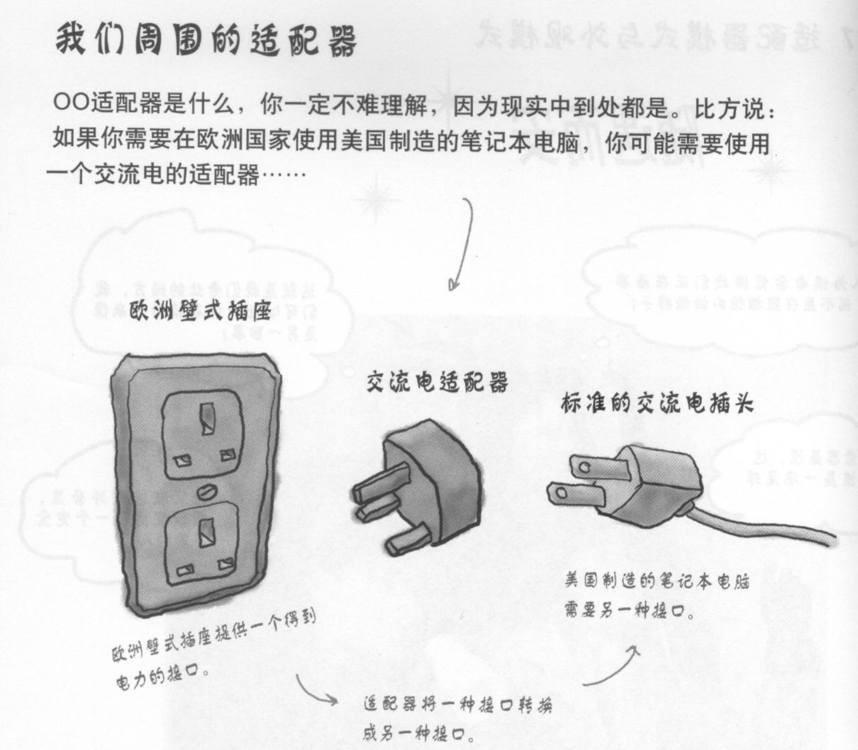 我们周围的适配器
OO适配器是什么，你一定不难理解，因为现实中到处都是。比方说：
如果你需要在欧洲国家使用美国制造的笔记本电脑，你可能需要使用
一个交流电的适配器……
欧洲壁式插座
交流电适配器
标准的交流电插头
美国制造的笔记本电脑
需要另一种接口。
欧洲壁式插座提供一个得到
电力的接口。
适配器将一种接口转换
成另一种接口。